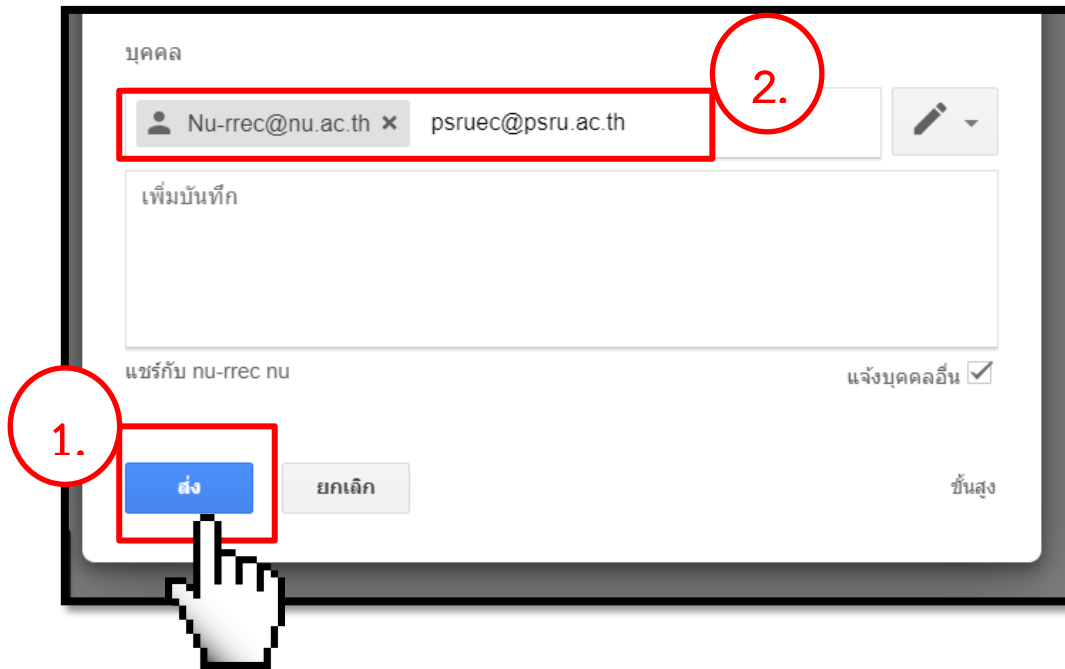 บุคคล
2.
Nu-rrec@nu.ac.th × psruec@psru.ac.th
เพิ่มบันทึก
แชร์กับ nu-rrec nu
แจ้งบุคคลอื่น
1.
ส่ง ยกเลิก ขั้นสูง